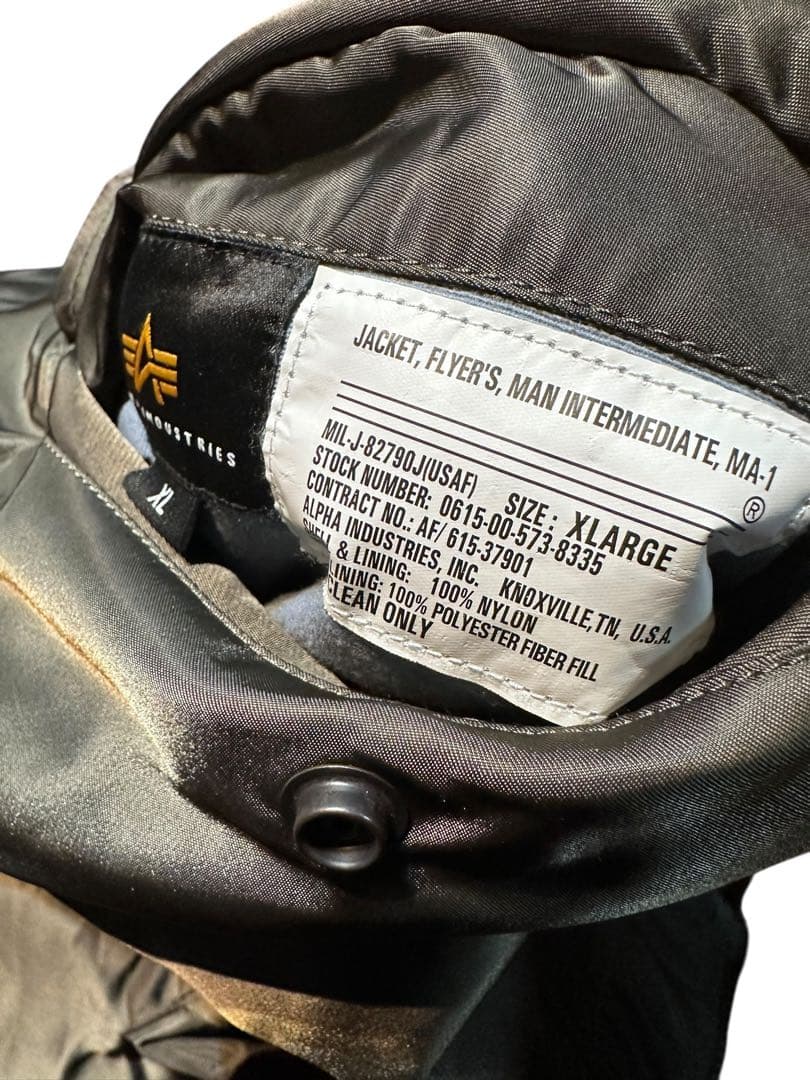 INDUSTRIES
XL
JACKET, FLYER'S, MAN INTERMEDIATE, MA-1
®
MIL-J-82790J(USAF) SIZE: XLARGE
STOCK NUMBER: 0615-00-573-8335
CONTRACT NO.: AF/ 615-37901
ALPHA INDUSTRIES, INC. KNOXVILLE, TN, U.S.A.
& LINING: 100% NYLON
LINING: 100% POLYESTER FIBER FILL
LEAN ONLY